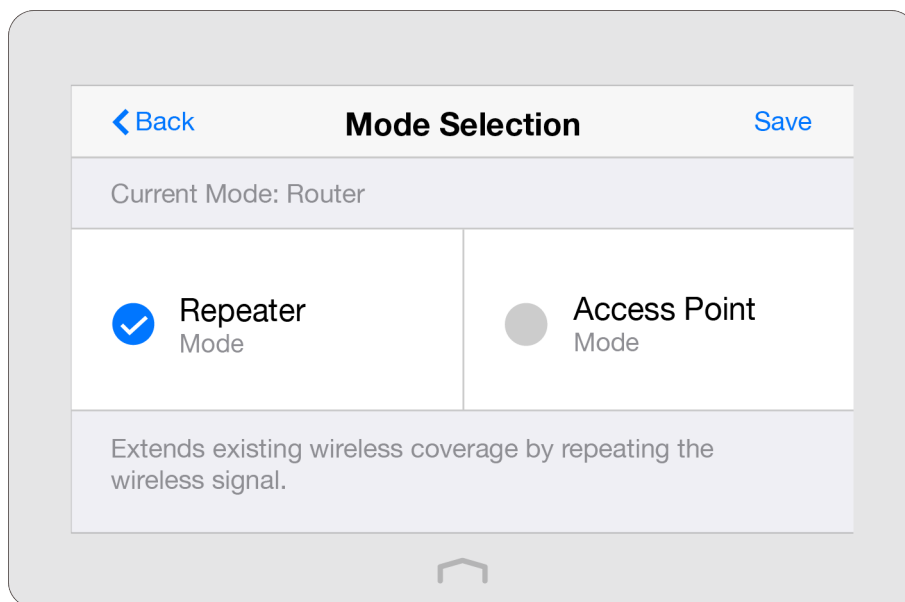 Back
Mode Selection
Save
Current Mode: Router
Repeater
Mode
Access Point
Mode
Extends existing wireless coverage by repeating the
wireless signal.